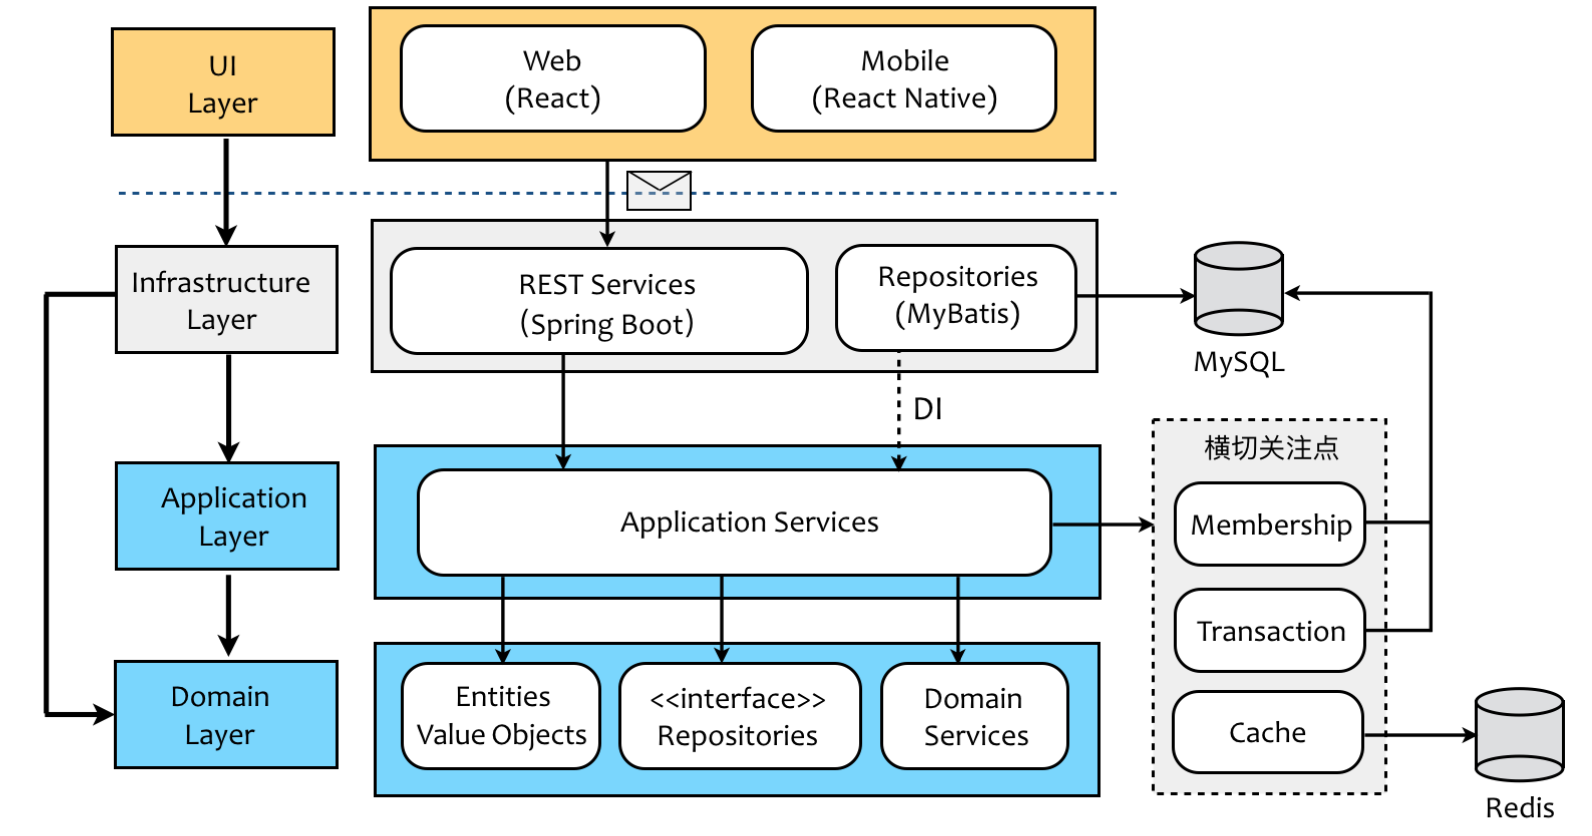 UI
Layer
Web
(React)
Mobile
(React Native)
Infrastructure
Layer
REST Services
(Spring Boot)
Repositories
(MyBatis)
MySQL
DI
Application
Layer
Application Services
横切关注点
Membership
Transaction
Cache
Domain
Layer
Entities
Value Objects
<<interface>>
Repositories
Domain
Services
Redis